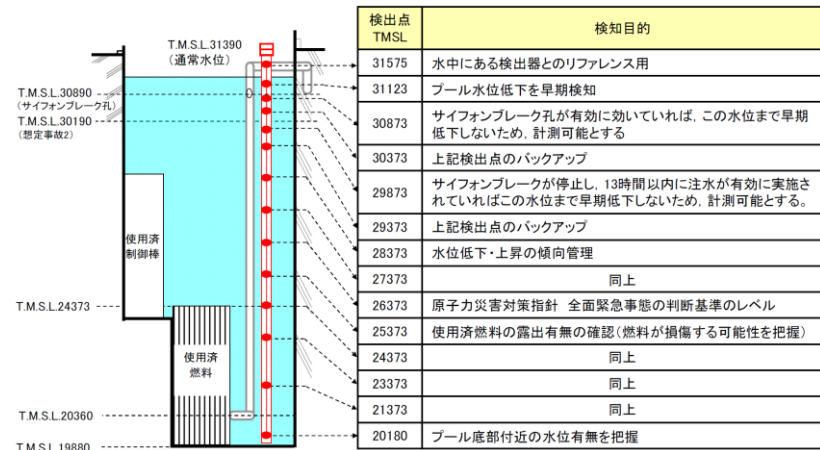 T.M.S.L.31390
(通常水位)
T.M.S.L.30890
(サイフォンブレーク孔)
T.M.S.L.30190
(想定事故2)
使用済
制御棒
T.M.S.L.24373
使用済
燃料
T.M.S.L.20360
T.M.S.L.19880
検出点
TMSL
検知目的
31575 水中にある検出器とのリファレンス用
31123 プール水位低下を早期検知
30873 サイフォンブレーク孔が有効に効いていれば,この水位まで早期
低下しないため,計測可能とする
30373 上記検出点のバックアップ
29873 サイフォンブレークが停止し,13時間以内に注水が有効に実施さ
れていればこの水位まで早期低下しないため,計測可能とする。
29373 上記検出点のバックアップ
28373 水位低下・上昇の傾向管理
27373 同上
26373 原子力災害対策指針 全面緊急事態の判断基準のレベル
25373 使用済燃料の露出有無の確認(燃料が損傷する可能性を把握)
24373 同上
23373 同上
21373 同上
20180 プール底部付近の水位有無を把握